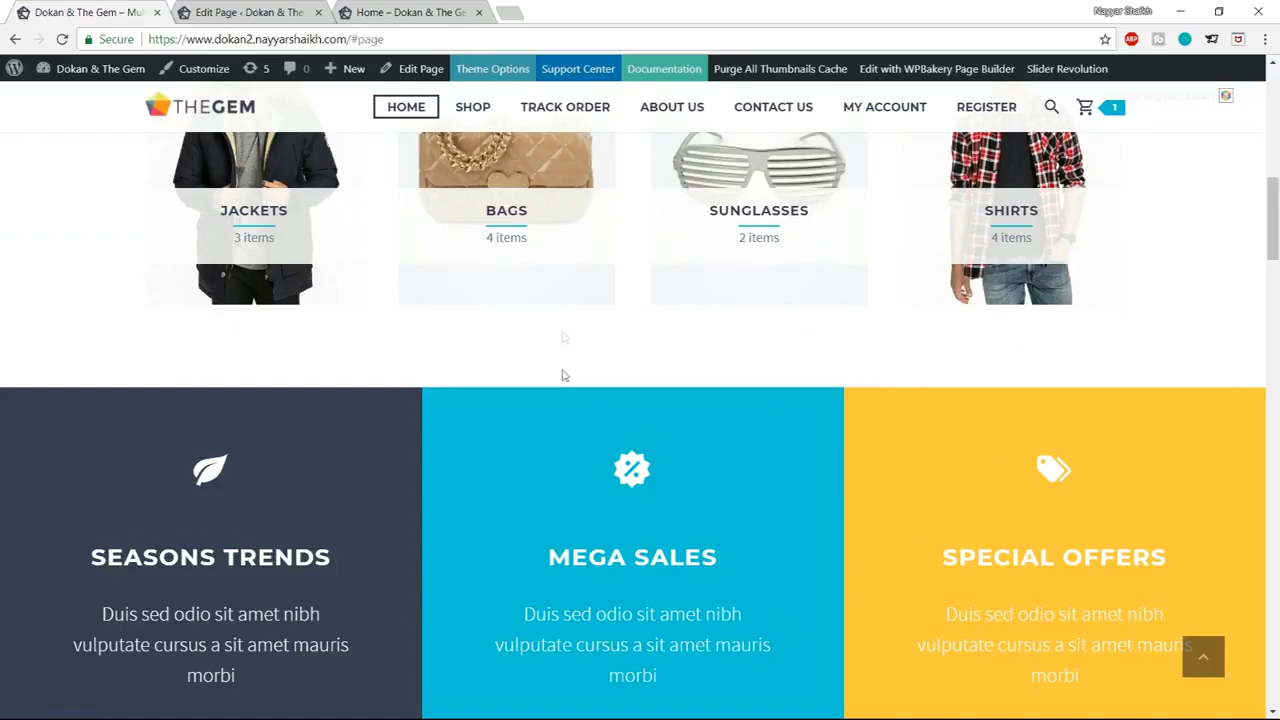 Dokan & The Gem – Mul
Edit Page ‹ Dokan & The
Home – Dokan & The Ge
Nayyar Shaikh
Secure
https://www.dokan2.nayyarshaikh.com/#page
ABP
Dokan & The Gem
Customize
5
0
New
Edit Page
Theme Options
Support Center
Documentation
Purge All Thumbnails Cache
Edit with WPBakery Page Builder
Slider Revolution
THEGEM
HOME
SHOP
TRACK ORDER
ABOUT US
CONTACT US
MY ACCOUNT
REGISTER
1
JACKETS
3 items
BAGS
4 items
SUNGLASSES
2 items
SHIRTS
4 items
SEASONS TRENDS
Duis sed odio sit amet nibh
vulputate cursus a sit amet mauris
morbi
MEGA SALES
Duis sed odio sit amet nibh
vulputate cursus a sit amet mauris
morbi
SPECIAL OFFERS
Duis sed odio sit amet nibh
vulputate cursus a sit amet mauris
morbi